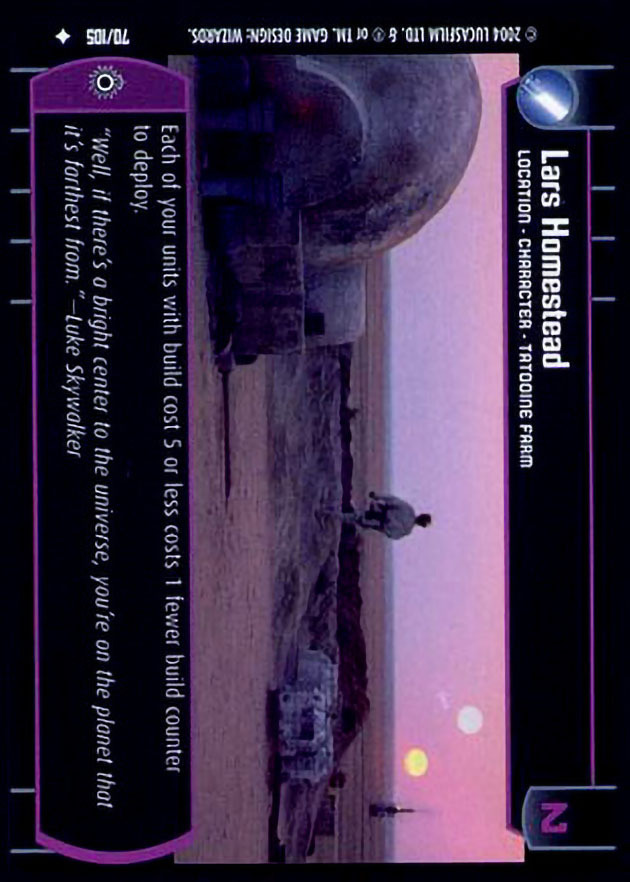 Lars Homestead
2
LOCATION · CHARACTER · TATOOINE FARM
Each of your units with build cost 5 or less costs 1 fewer build counter
to deploy.
"Well, if there's a bright center to the universe, you're on the planet that
it's farthest from." —Luke Skywalker
© 2004 LUCASFILM LTD. & ® or TM. GAME DESIGN: WIZARDS.
70/105